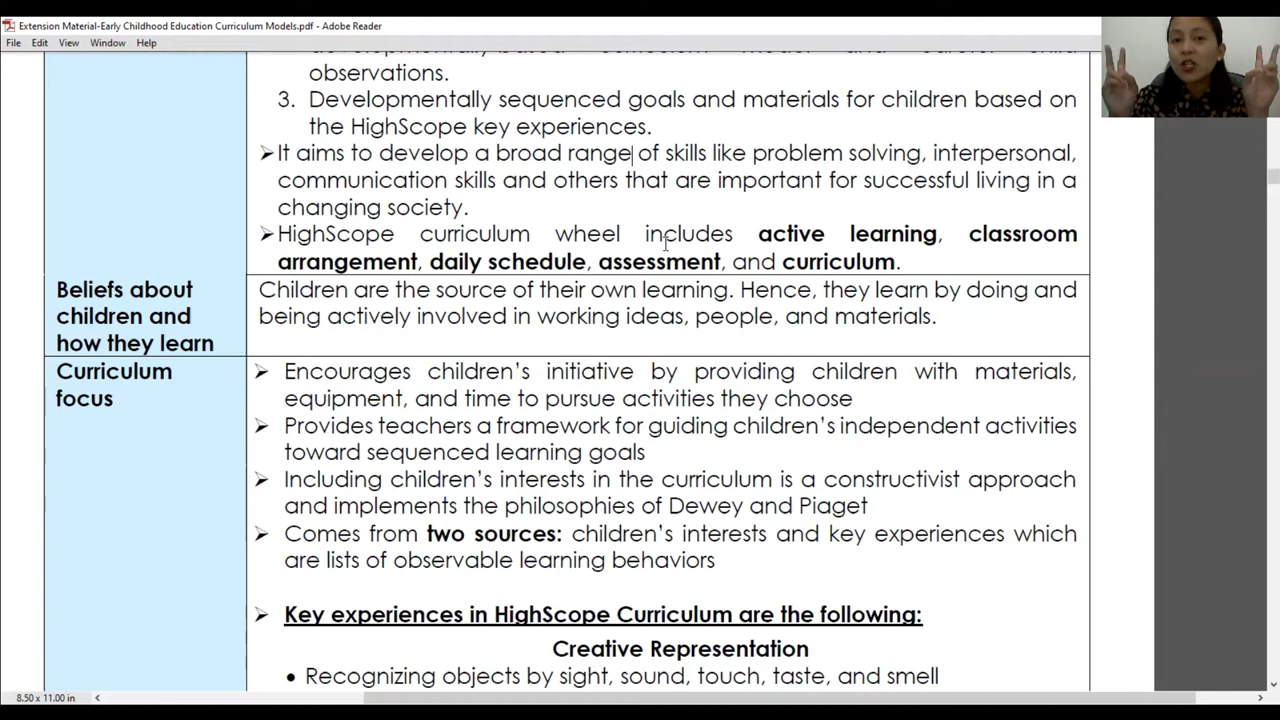 Extension Material-Early Childhood Education Curriculum Models.pdf - Adobe Reader
File Edit View Window Help
observations.
3. Developmentally sequenced goals and materials for children based on
the HighScope key experiences.
➢It aims to develop a broad range of skills like problem solving, interpersonal,
communication skills and others that are important for successful living in a
changing society.
➢HighScope curriculum wheel includes active learning, classroom
arrangement, daily schedule, assessment, and curriculum.
Beliefs about
children and
how they learn
Children are the source of their own learning. Hence, they learn by doing and
being actively involved in working ideas, people, and materials.
Curriculum
focus
➢ Encourages children’s initiative by providing children with materials,
equipment, and time to pursue activities they choose
➢ Provides teachers a framework for guiding children’s independent activities
toward sequenced learning goals
➢ Including children’s interests in the curriculum is a constructivist approach
and implements the philosophies of Dewey and Piaget
➢ Comes from two sources: children’s interests and key experiences which
are lists of observable learning behaviors
➢ Key experiences in HighScope Curriculum are the following:
Creative Representation
• Recognizing objects by sight, sound, touch, taste, and smell
8.50 x 11.00 in